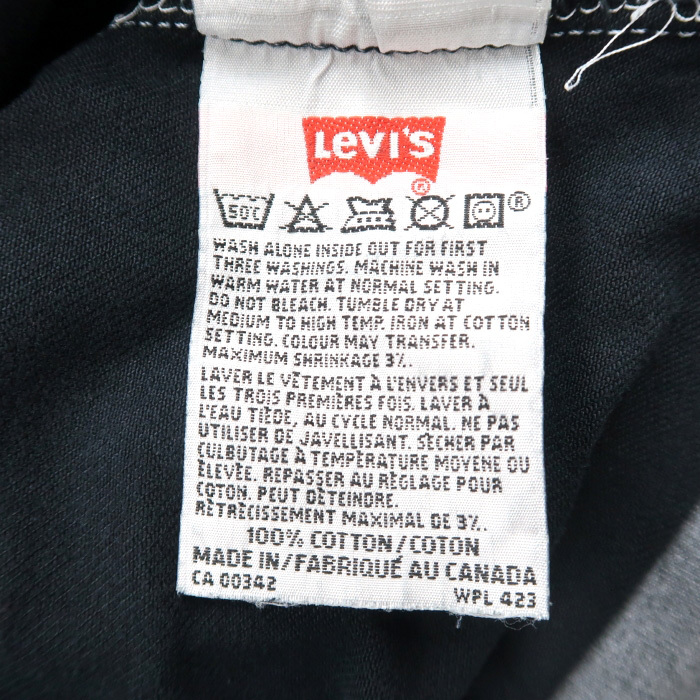 LEVI'S
®
50C ®
WASH ALONE INSIDE OUT FOR FIRST
THREE WASHINGS. MACHINE WASH IN
WARM WATER AT NORMAL SETTING.
DO NOT BLEACH. TUMBLE DRY AT
MEDIUM TO HIGH TEMP. IRON AT COTTON
SETTING. COLOUR MAY TRANSFER.
MAXIMUM SHRINKAGE 3%.
LAVER LE VÊTEMENT À L'ENVERS ET SEUL
LES TROIS PREMIÈRES FOIS. LAVER À
L'EAU TIÈDE, AU CYCLE NORMAL. NE PAS
UTILISER DE JAVELLISANT. SÉCHER PAR
CULBUTAGE À TEMPÉRATURE MOYENE OU
ÉLEVÉE. REPASSER AU RÉGLAGE POUR
COTON. PEUT DÉTEINDRE.
RÉTRÉCISSEMENT MAXIMAL DE 3%.
100% COTTON/COTON
MADE IN/FABRIQUÉ AU CANADA
CA 00342 WPL 423